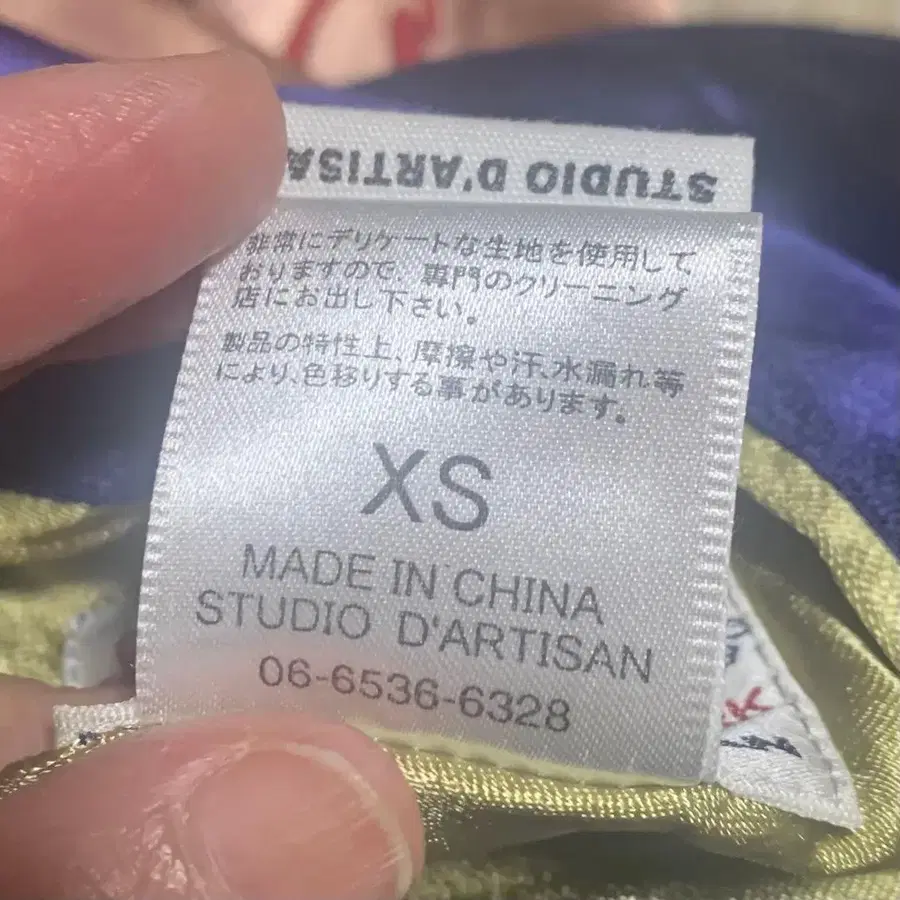 STUDIO D'ARTISA
非常にデリケートな生地を使用して
おりますので、専門のクリーニング
店にお出し下さい。
製品の特性上、摩擦や汗、水漏れ等
により、色移りする事があります。
XS
MADE IN CHINA
STUDIO D'ARTISAN
06-6536-6328